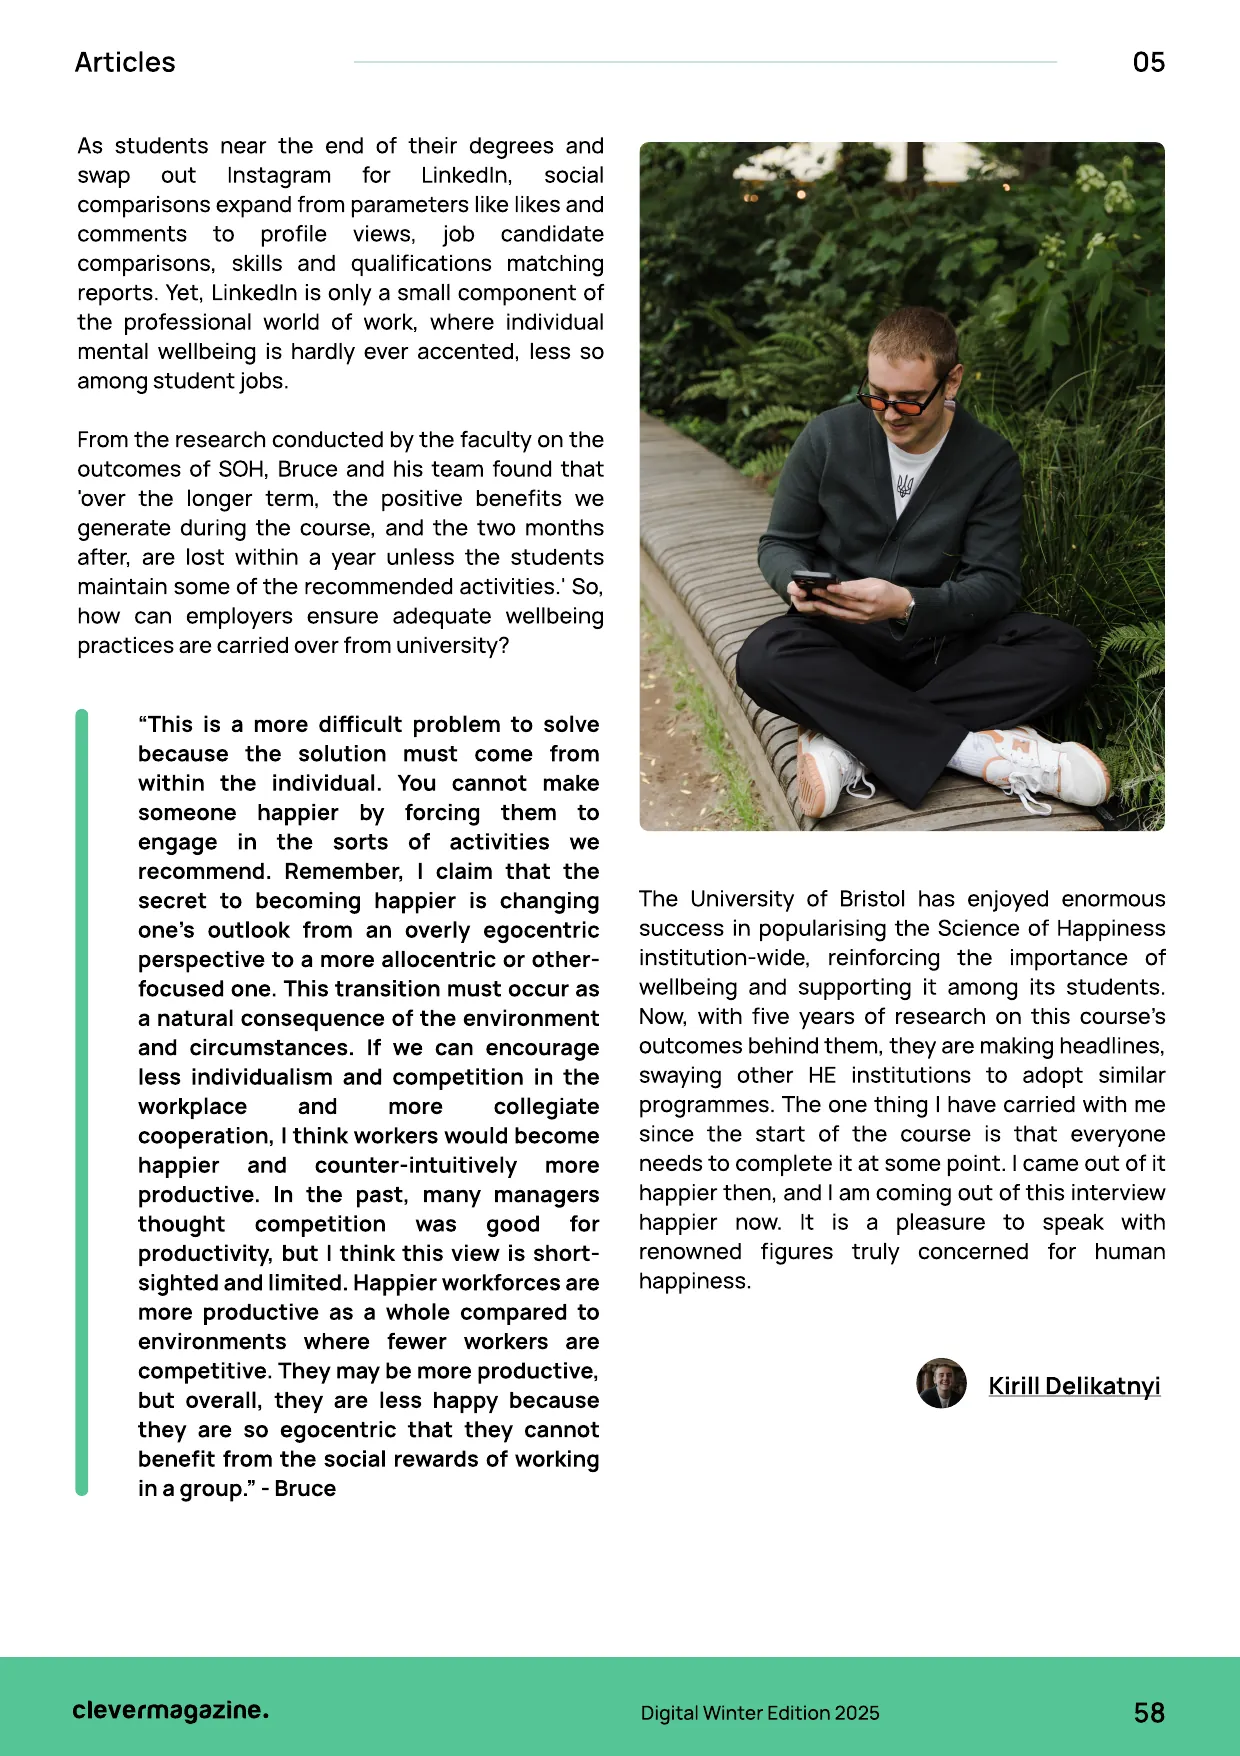 Articles
05
As students near the end of their degrees and
swap out Instagram for LinkedIn, social
comparisons expand from parameters like likes and
comments to profile views, job candidate
comparisons, skills and qualifications matching
reports. Yet, LinkedIn is only a small component of
the professional world of work, where individual
mental wellbeing is hardly ever accented, less so
among student jobs.
From the research conducted by the faculty on the
outcomes of SOH, Bruce and his team found that
'over the longer term, the positive benefits we
generate during the course, and the two months
after, are lost within a year unless the students
maintain some of the recommended activities.' So,
how can employers ensure adequate wellbeing
practices are carried over from university?
“This is a more difficult problem to solve
because the solution must come from
within the individual. You cannot make
someone happier by forcing them to
engage in the sorts of activities we
recommend. Remember, I claim that the
secret to becoming happier is changing
one’s outlook from an overly egocentric
perspective to a more allocentric or other-
focused one. This transition must occur as
a natural consequence of the environment
and circumstances. If we can encourage
less individualism and competition in the
workplace and more collegiate
cooperation, I think workers would become
happier and counter-intuitively more
productive. In the past, many managers
thought competition was good for
productivity, but I think this view is short-
sighted and limited. Happier workforces are
more productive as a whole compared to
environments where fewer workers are
competitive. They may be more productive,
but overall, they are less happy because
they are so egocentric that they cannot
benefit from the social rewards of working
in a group.” - Bruce
The University of Bristol has enjoyed enormous
success in popularising the Science of Happiness
institution-wide, reinforcing the importance of
wellbeing and supporting it among its students.
Now, with five years of research on this course’s
outcomes behind them, they are making headlines,
swaying other HE institutions to adopt similar
programmes. The one thing I have carried with me
since the start of the course is that everyone
needs to complete it at some point. I came out of it
happier then, and I am coming out of this interview
happier now. It is a pleasure to speak with
renowned figures truly concerned for human
happiness.
Kirill Delikatnyi
clevermagazine.
Digital Winter Edition 2025
58